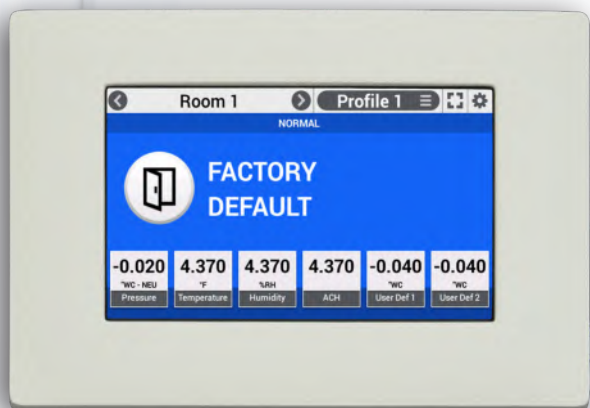 Room 1
Profile 1
NORMAL
FACTORY
DEFAULT
-0.020 4.370 4.370 4.370 -0.040 -0.040
"WC - NEU °F %RH "WC "WC
Pressure Temperature Humidity ACH User Def 1 User Def 2